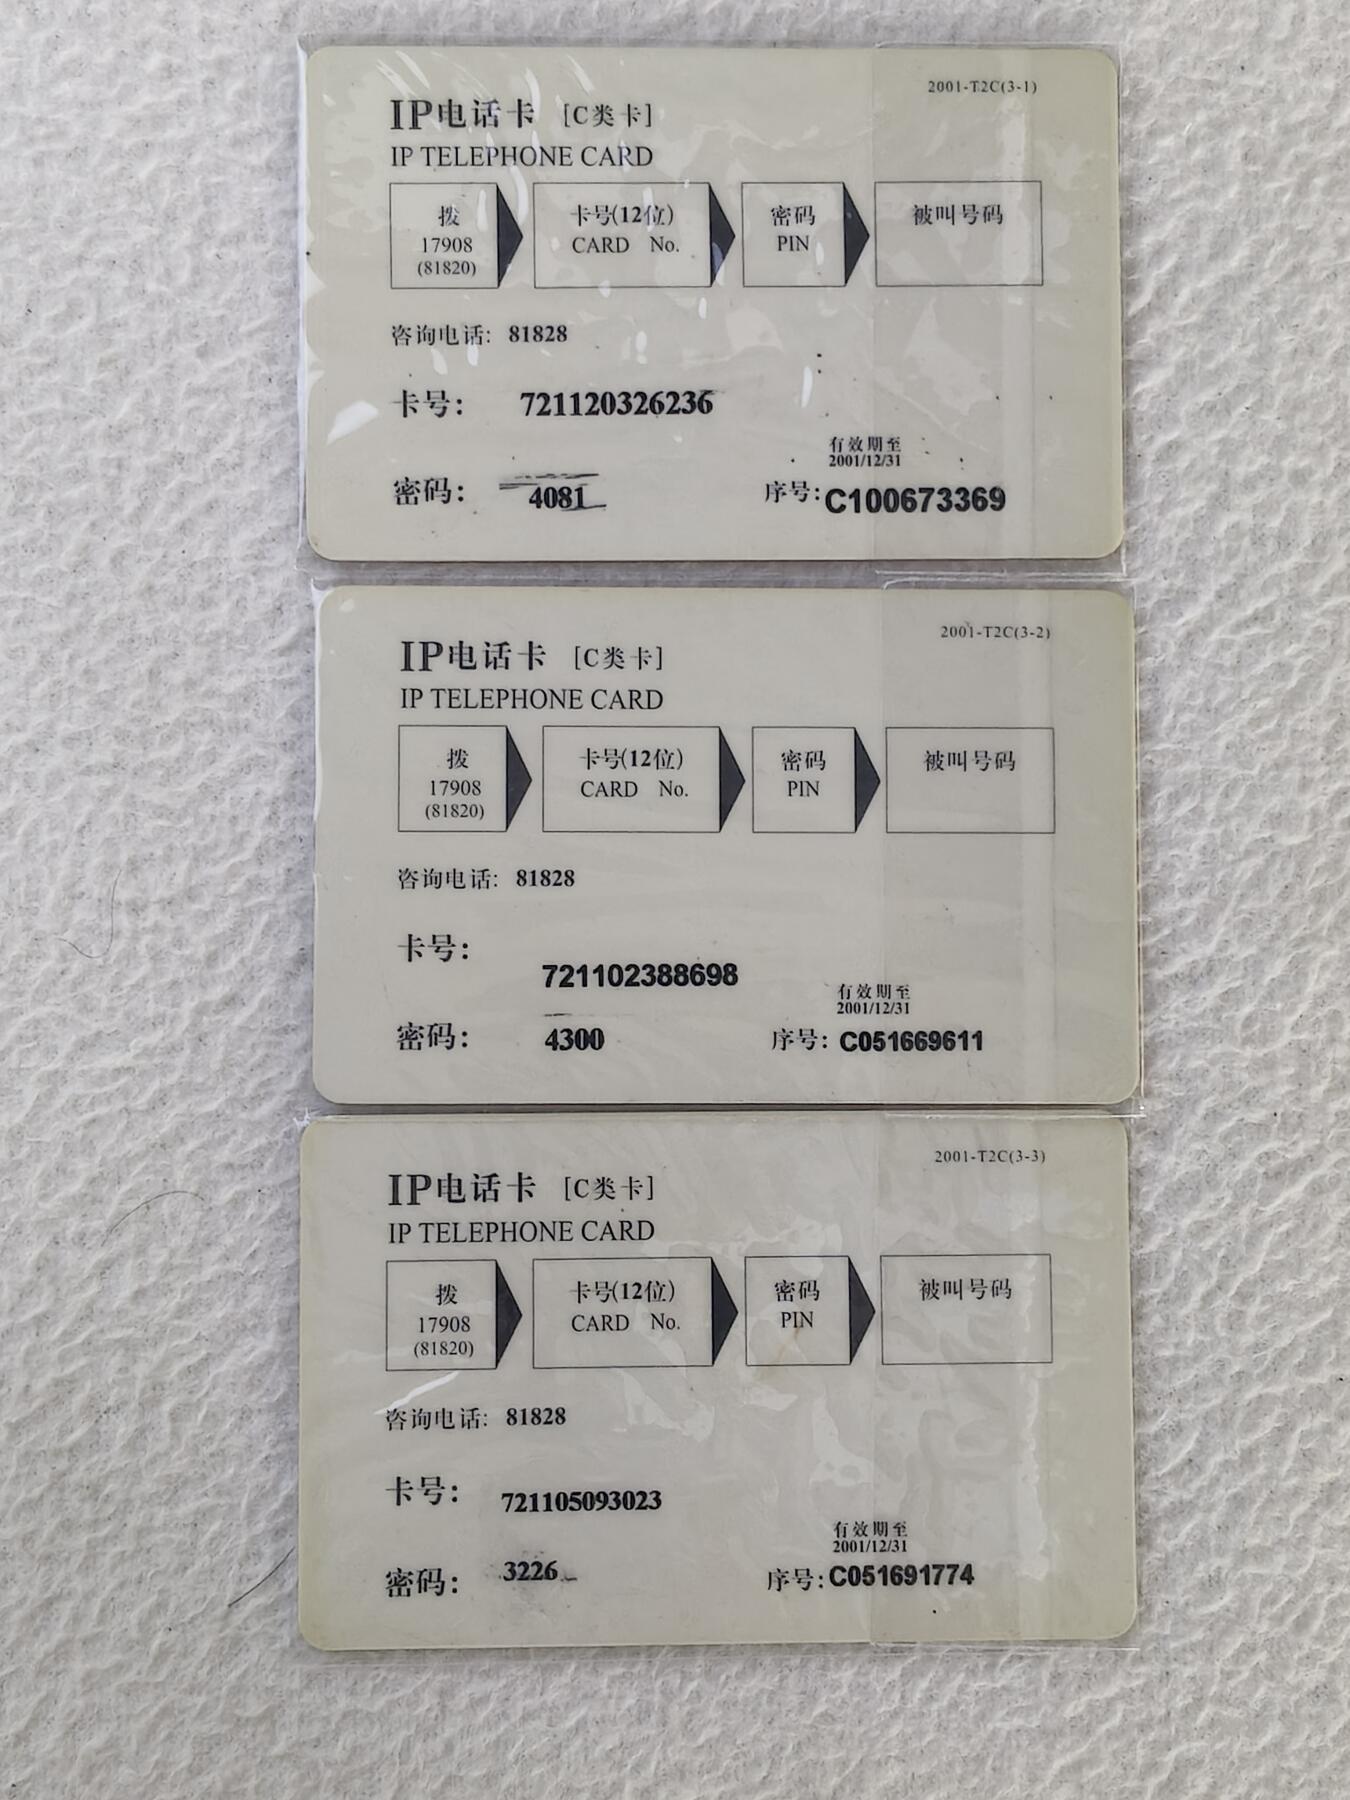 2001-T2C(3-1)
IP电话卡 [C类卡]
IP TELEPHONE CARD
拨 17908 (81820)
卡号(12位) CARD No.
密码 PIN
被叫号码
咨询电话: 81828
卡号: 721120326236
有效期至
2001/12/31
密码: 4081
序号: C100673369
2001-T2C(3-2)
IP电话卡 [C类卡]
IP TELEPHONE CARD
拨 17908 (81820)
卡号(12位) CARD No.
密码 PIN
被叫号码
咨询电话: 81828
卡号: 721102388698
有效期至
2001/12/31
密码: 4300
序号: C051669611
2001-T2C(3-3)
IP电话卡 [C类卡]
IP TELEPHONE CARD
拨 17908 (81820)
卡号(12位) CARD No.
密码 PIN
被叫号码
咨询电话: 81828
卡号: 721105093023
有效期至
2001/12/31
密码: 3226
序号: C051691774